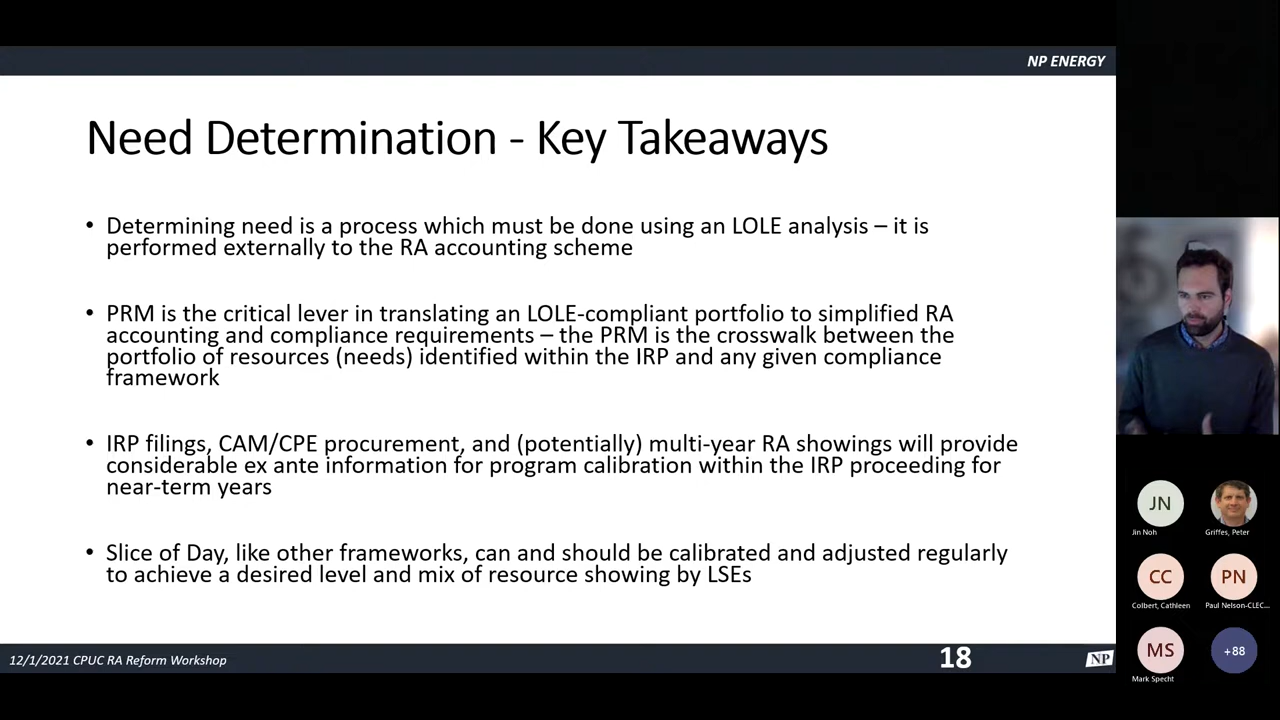 NP ENERGY
Need Determination - Key Takeaways
• Determining need is a process which must be done using an LOLE analysis – it is
performed externally to the RA accounting scheme
• PRM is the critical lever in translating an LOLE-compliant portfolio to simplified RA
accounting and compliance requirements – the PRM is the crosswalk between the
portfolio of resources (needs) identified within the IRP and any given compliance
framework
• IRP filings, CAM/CPE procurement, and (potentially) multi-year RA showings will provide
considerable ex ante information for program calibration within the IRP proceeding for
near-term years
• Slice of Day, like other frameworks, can and should be calibrated and adjusted regularly
to achieve a desired level and mix of resource showing by LSEs
12/1/2021 CPUC RA Reform Workshop
18
NP
JN
Jin Noh
Griffes, Peter
CC
Colbert, Cathleen
PN
Paul Nelson-CLEC...
MS
Mark Specht
+88